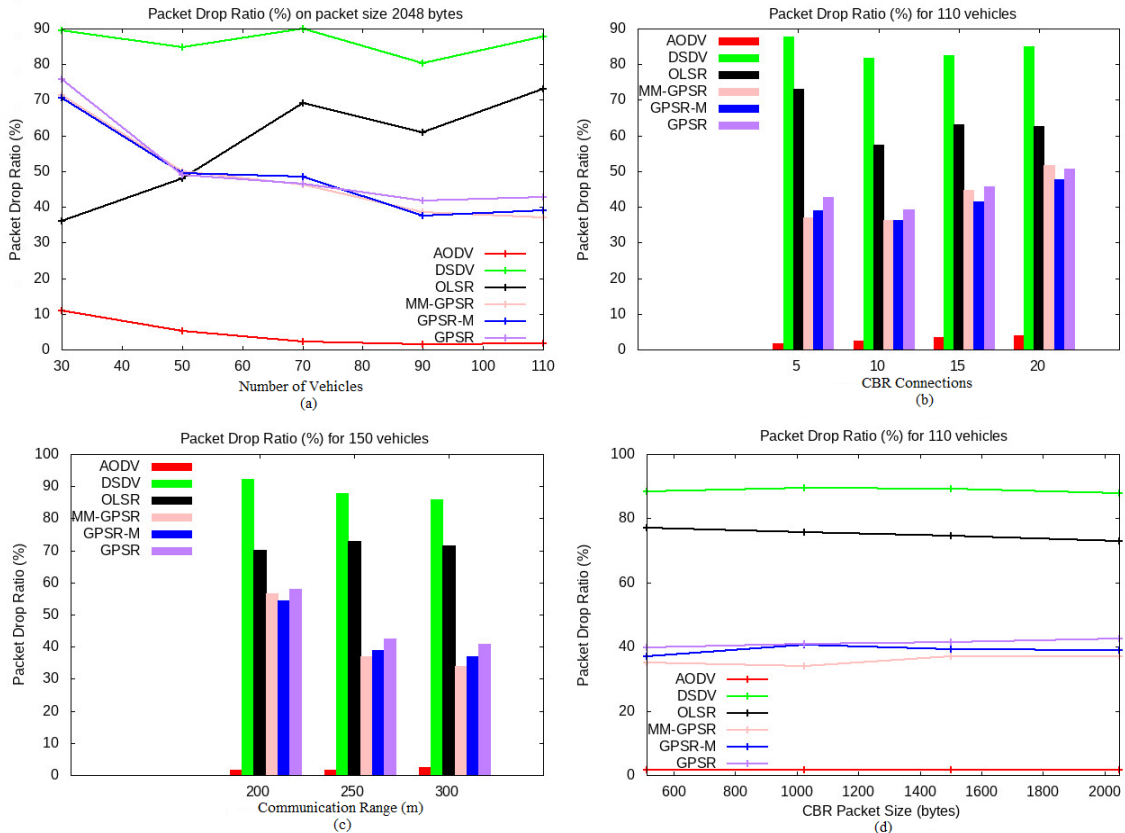 Packet Drop Ratio (%) on packet size 2048 bytes
Packet Drop Ratio (%)
90
80
70
60
50
40
30
20
10
0
AODV
DSDV
OLSR
MM-GPSR
GPSR-M
GPSR
30 40 50 60 70 80 90 100 110
Number of Vehicles
(a)
Packet Drop Ratio (%) for 110 vehicles
Packet Drop Ratio (%)
90
80
70
60
50
40
30
20
10
0
AODV
DSDV
OLSR
MM-GPSR
GPSR-M
GPSR
5 10 15 20
CBR Connections
(b)
Packet Drop Ratio (%) for 150 vehicles
Packet Drop Ratio (%)
100
90
80
70
60
50
40
30
20
10
0
AODV
DSDV
OLSR
MM-GPSR
GPSR-M
GPSR
200 250 300
Communication Range (m)
(c)
Packet Drop Ratio (%) for 110 vehicles
Packet Drop Ratio (%)
100
80
60
40
20
0
AODV
DSDV
OLSR
MM-GPSR
GPSR-M
GPSR
600 800 1000 1200 1400 1600 1800 2000
CBR Packet Size (bytes)
(d)